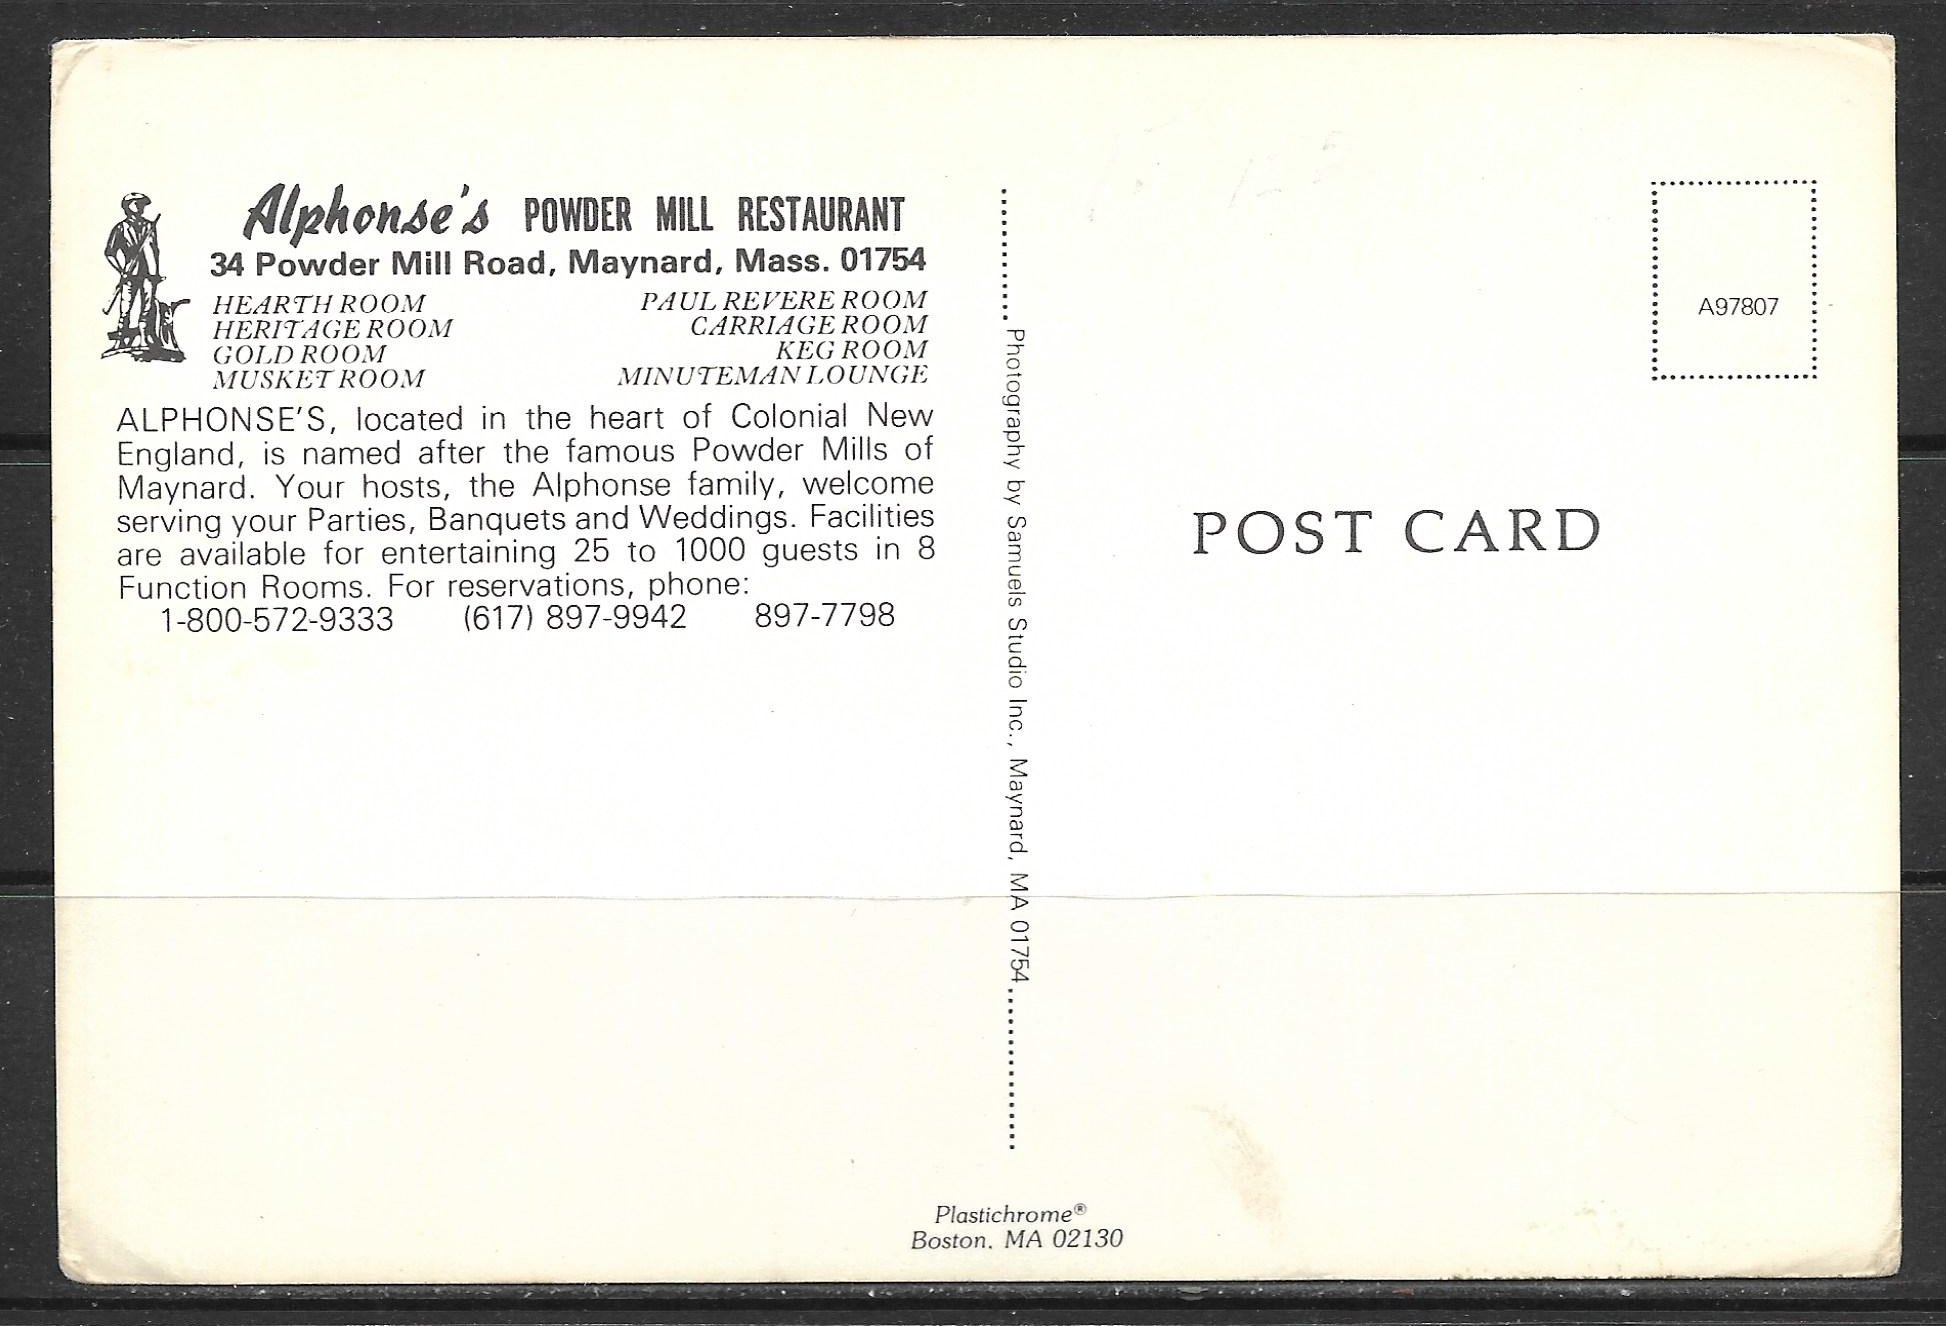 Alphonse's POWDER MILL RESTAURANT
34 Powder Mill Road, Maynard, Mass. 01754
HEARTH ROOM PAUL REVERE ROOM
HERITAGE ROOM CARRIAGE ROOM
GOLD ROOM KEG ROOM
MUSKET ROOM MINUTEMAN LOUNGE
ALPHONSE'S, located in the heart of Colonial New
England, is named after the famous Powder Mills of
Maynard. Your hosts, the Alphonse family, welcome
serving your Parties, Banquets and Weddings. Facilities
are available for entertaining 25 to 1000 guests in 8
Function Rooms. For reservations, phone:
1-800-572-9333 (617) 897-9942 897-7798
Photography by Samuels Studio Inc., Maynard, MA 01754
A97807
POST CARD
Plastichrome®
Boston, MA 02130